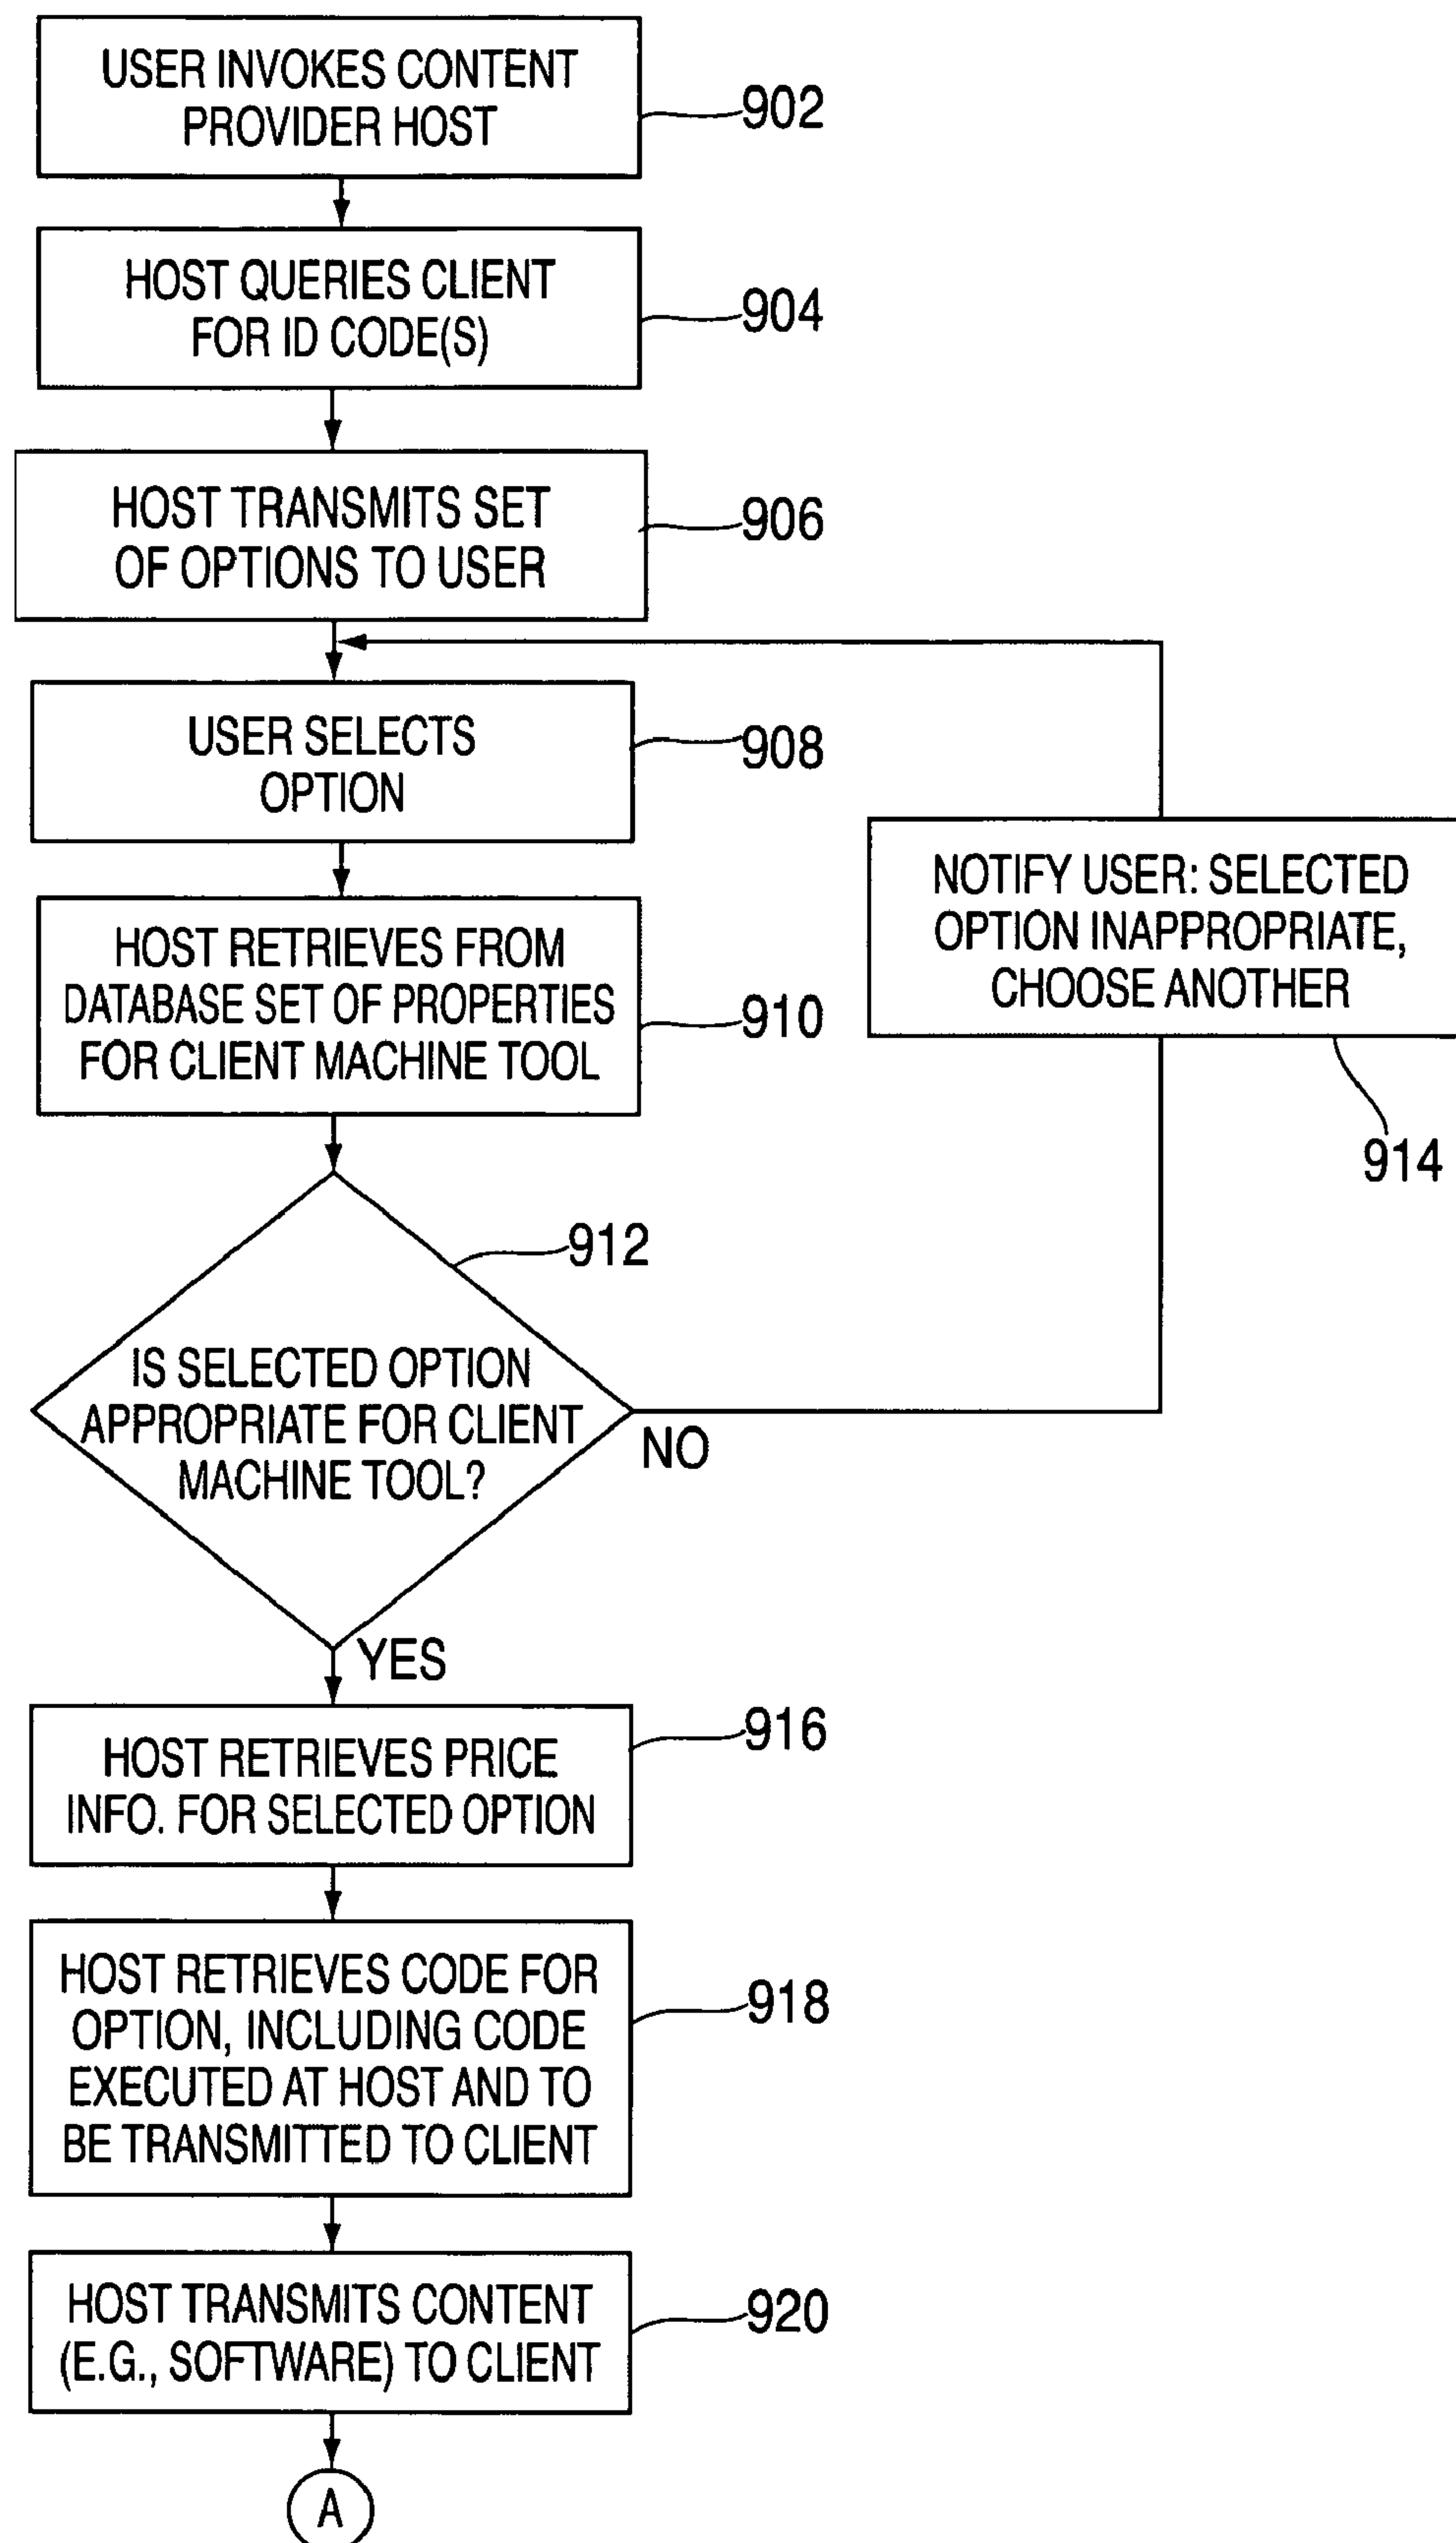 USER INVOKES CONTENT
PROVIDER HOST
902
HOST QUERIES CLIENT
FOR ID CODE(S)
904
HOST TRANSMITS SET
OF OPTIONS TO USER
906
USER SELECTS
OPTION
908
NOTIFY USER: SELECTED
OPTION INAPPROPRIATE,
CHOOSE ANOTHER
914
HOST RETRIEVES FROM
DATABASE SET OF PROPERTIES
FOR CLIENT MACHINE TOOL
910
912
IS SELECTED OPTION
APPROPRIATE FOR CLIENT
MACHINE TOOL?
NO
YES
HOST RETRIEVES PRICE
INFO. FOR SELECTED OPTION
916
HOST RETRIEVES CODE FOR
OPTION, INCLUDING CODE
EXECUTED AT HOST AND TO
BE TRANSMITTED TO CLIENT
918
HOST TRANSMITS CONTENT
(E.G., SOFTWARE) TO CLIENT
920
A